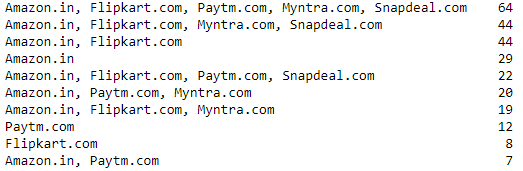 Amazon.in, Flipkart.com, Paytm.com, Myntra.com, Snapdeal.com 64
Amazon.in, Flipkart.com, Myntra.com, Snapdeal.com 44
Amazon.in, Flipkart.com 44
Amazon.in 29
Amazon.in, Flipkart.com, Paytm.com, Snapdeal.com 22
Amazon.in, Paytm.com, Myntra.com 20
Amazon.in, Flipkart.com, Myntra.com 19
Paytm.com 12
Flipkart.com 8
Amazon.in, Paytm.com 7